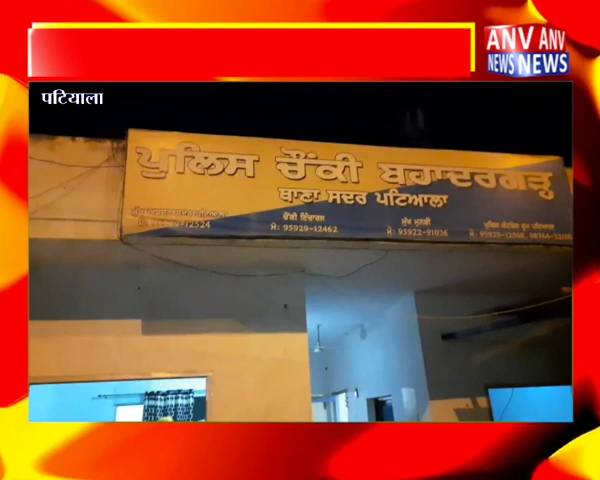 ANV ANV
NEWS NEWS
पटियाला
ਪੁਲਿਸ ਚੌਂਕੀ ਬਹਾਦਰਗੜ੍ਹ
ਥਾਣਾ ਸਦਰ ਪਟਿਆਲਾ
ਚੌਂਕੀ ਇੰਚਾਰਜ
ਮੋ: 95929-12462
ਮੁੱਖ ਮੁਨਸ਼ੀ
ਮੋ: 95922-91036